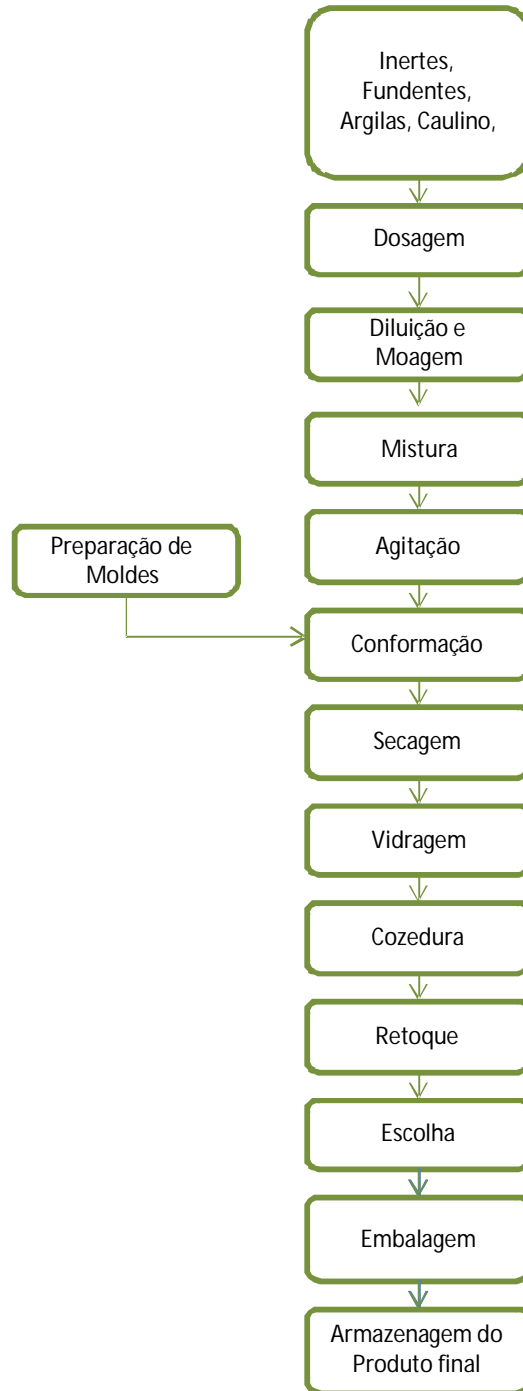 Inertes,
Fundentes,
Argilas, Caulino,
Dosagem
Diluição e
Moagem
Mistura
Agitação
Preparação de
Moldes
Conformação
Secagem
Vidragem
Cozedura
Retoque
Escolha
Embalagem
Armazenagem do
Produto final